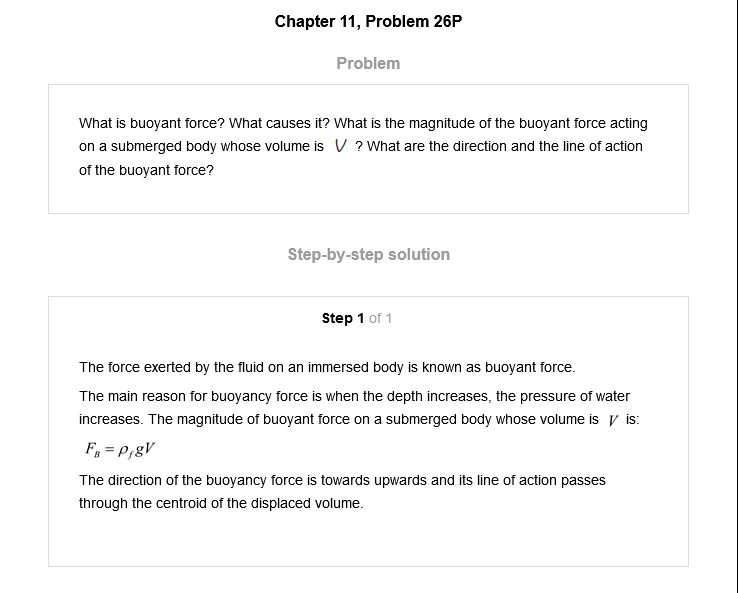 Chapter 11, Problem 26P
Problem
What is buoyant force? What causes it? What is the magnitude of the buoyant force acting
on a submerged body whose volume is V ? What are the direction and the line of action
of the buoyant force?
Step-by-step solution
Step 1 of 1
The force exerted by the fluid on an immersed body is known as buoyant force.
The main reason for buoyancy force is when the depth increases, the pressure of water
increases. The magnitude of buoyant force on a submerged body whose volume is V is:
F_B = ρ_f gV
The direction of the buoyancy force is towards upwards and its line of action passes
through the centroid of the displaced volume.